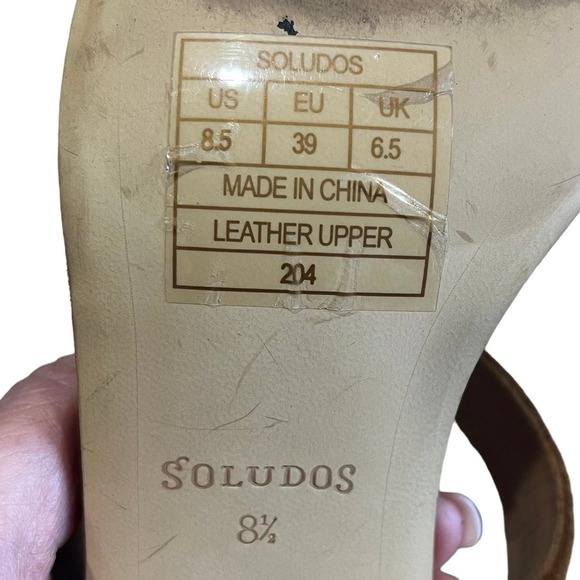 SOLUDOS
US EU UK
8.5 39 6.5
MADE IN CHINA
LEATHER UPPER
204
SOLUDOS
8½